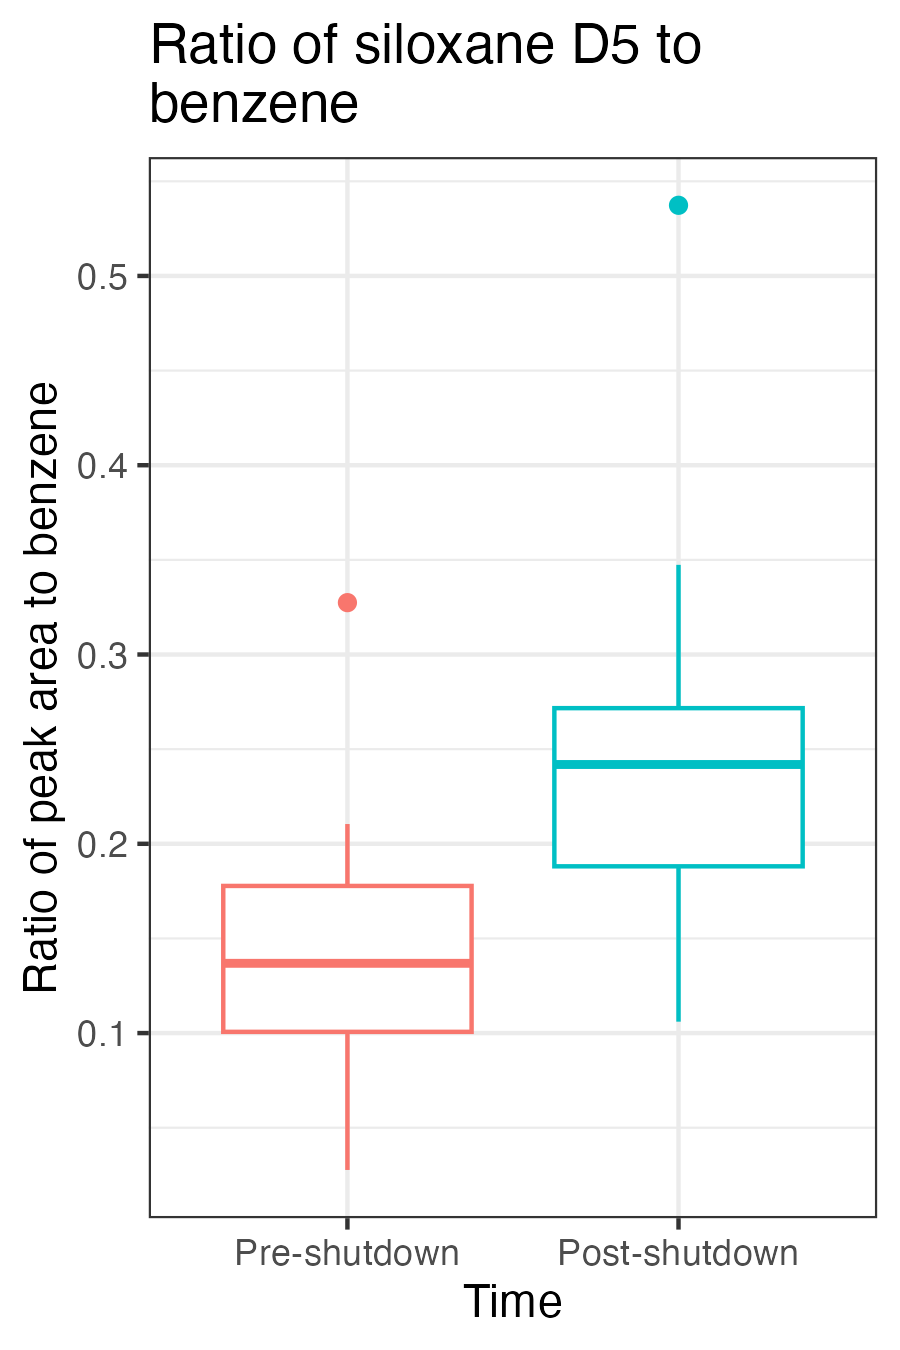 Ratio of siloxane D5 to
benzene
Ratio of peak area to benzene
0.5
0.4
0.3
0.2
0.1
Pre-shutdown
Post-shutdown
Time